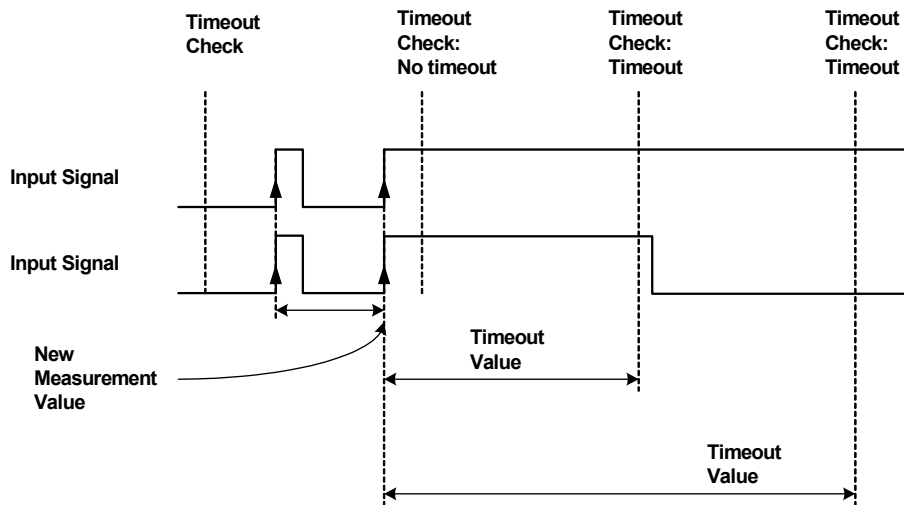 Timeout
Check
Timeout
Check:
No timeout
Timeout
Check:
Timeout
Timeout
Check:
Timeout
Input Signal
Input Signal
New
Measurement
Value
Timeout
Value
Timeout
Value